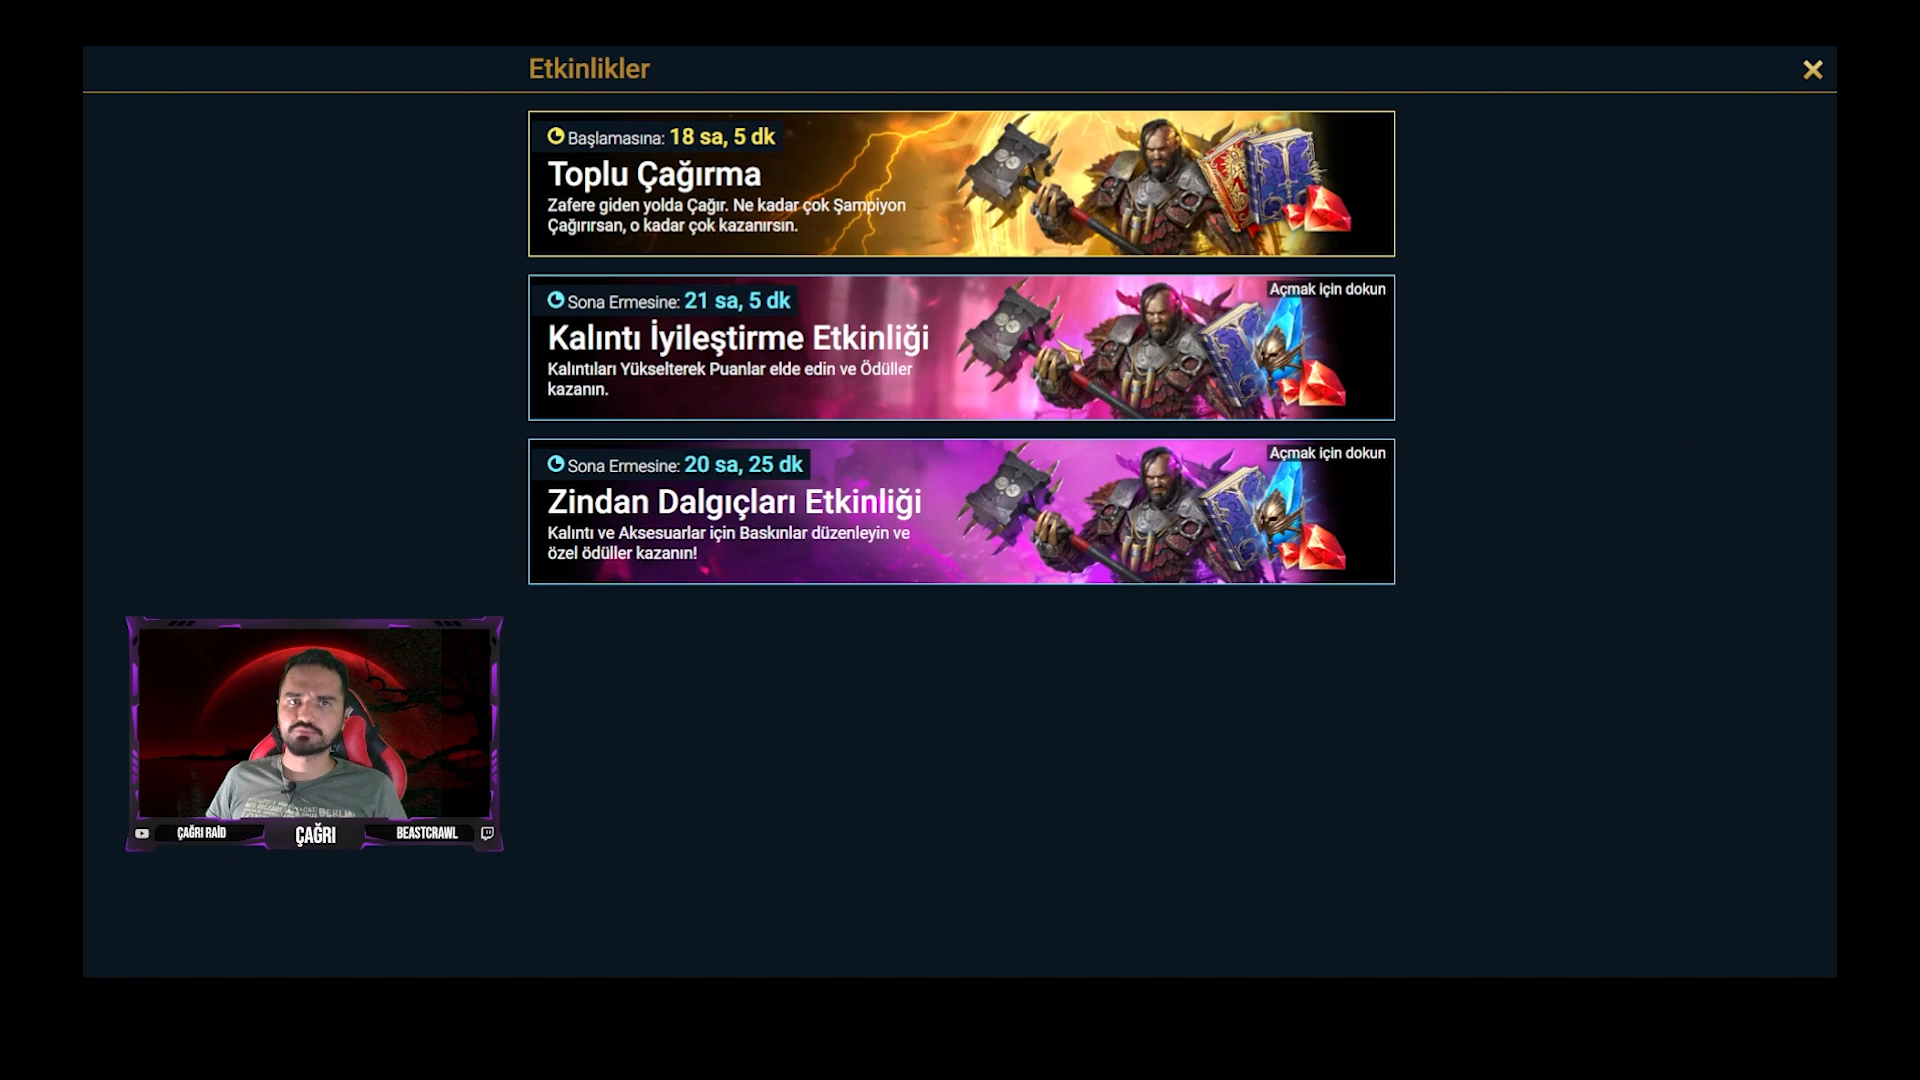 Etkinlikler
Başlamasına: 18 sa, 5 dk
Toplu Çağırma
Zafere giden yolda Çağır. Ne kadar çok Şampiyon
Çağırırsan, o kadar çok kazanırsın.
Açmak için dokun
Sona Ermesine: 21 sa, 5 dk
Kalıntı İyileştirme Etkinliği
Kalıntıları Yükselterek Puanlar elde edin ve Ödüller
kazanın.
Açmak için dokun
Sona Ermesine: 20 sa, 25 dk
Zindan Dalgıçları Etkinliği
Kalıntı ve Aksesuarlar için Baskınlar düzenleyin ve
özel ödüller kazanın!
BERLIN
ÇAĞRI RAİD
ÇAĞRI
BEASTCRAWL